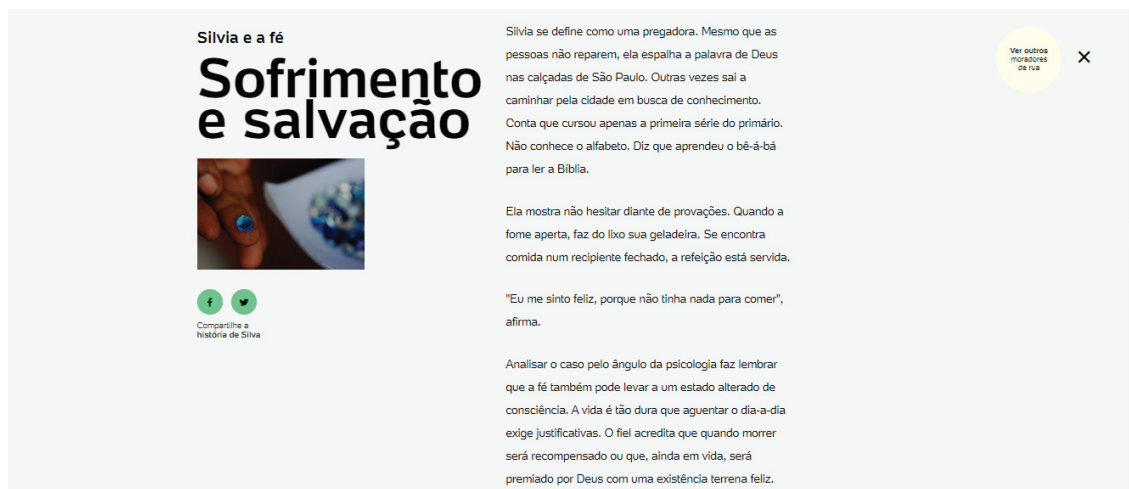 Silvia e a fé
Sofrimento
e salvação
Compartilhe a
história de Silva
Silvia se define como uma pregadora. Mesmo que as
pessoas não reparem, ela espalha a palavra de Deus
nas calçadas de São Paulo. Outras vezes sai a
caminhar pela cidade em busca de conhecimento.
Conta que cursou apenas a primeira série do primário.
Não conhece o alfabeto. Diz que aprendeu o bê-á-bá
para ler a Bíblia.
Ela mostra não hesitar diante de provações. Quando a
fome aperta, faz do lixo sua geladeira. Se encontra
comida num recipiente fechado, a refeição está servida.
"Eu me sinto feliz, porque não tinha nada para comer",
afirma.
Analisar o caso pelo ângulo da psicologia faz lembrar
que a fé também pode levar a um estado alterado de
consciência. A vida é tão dura que aguentar o dia-a-dia
exige justificativas. O fiel acredita que quando morrer
será recompensado ou que, ainda em vida, será
premiado por Deus com uma existência terrena feliz.
Ver outros
moradores
de rua